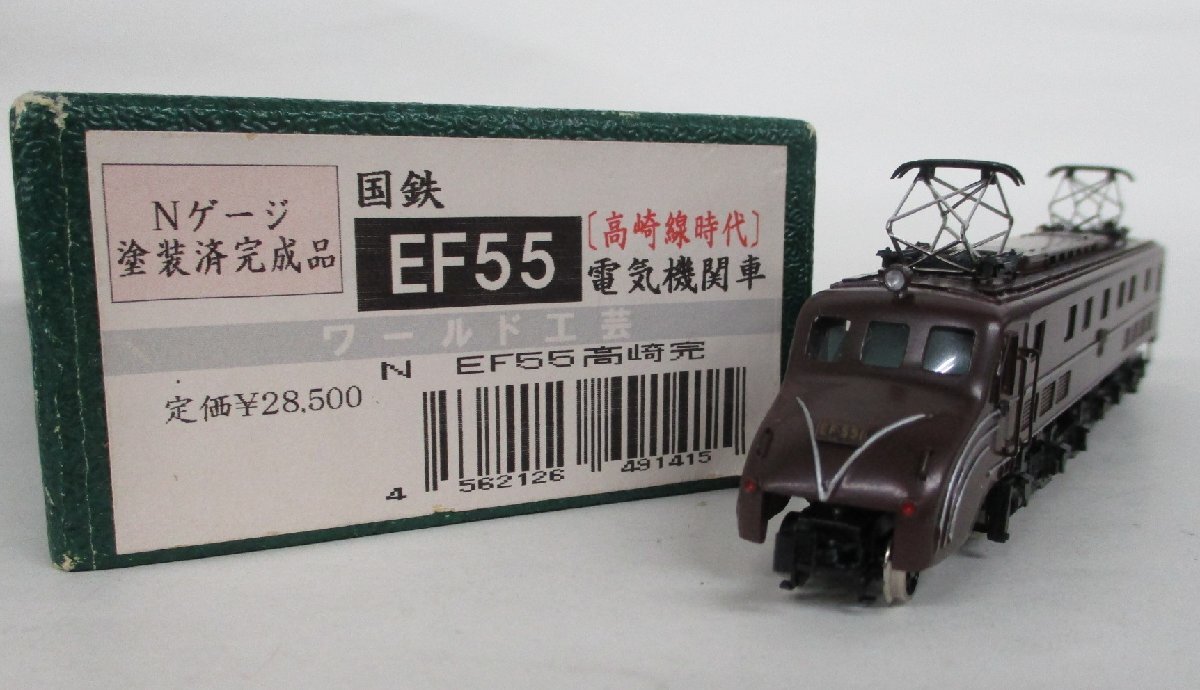 Nゲージ
塗装済完成品
国鉄
EF55
〔高崎線時代〕
電気機関車
ワールド工芸
N EF55高崎完
定価¥28,500
4 562126 491415
EF 551